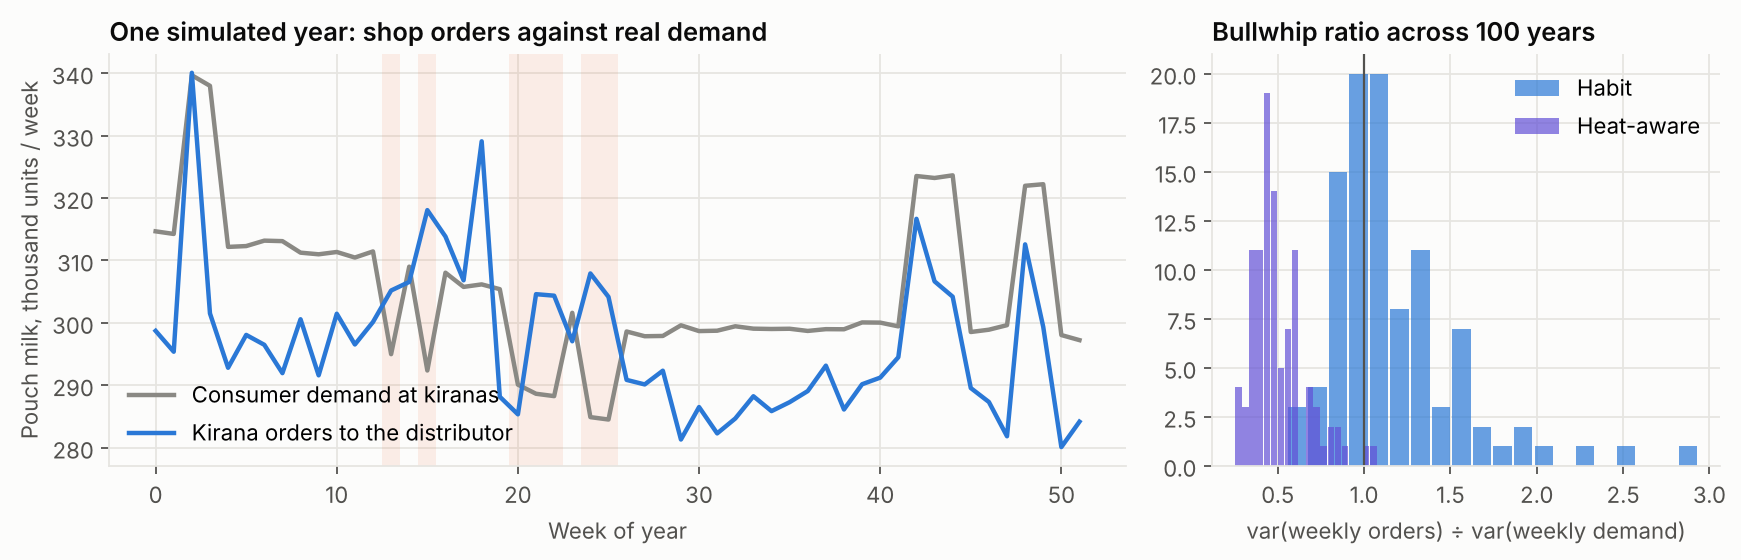 One simulated year: shop orders against real demand
Pouch milk, thousand units / week
340
330
320
310
300
290
280
Consumer demand at kiranas
Kirana orders to the distributor
0 10 20 30 40 50
Week of year
Bullwhip ratio across 100 years
20.0
17.5
15.0
12.5
10.0
7.5
5.0
2.5
0.0
Habit
Heat-aware
0.5 1.0 1.5 2.0 2.5 3.0
var(weekly orders) ÷ var(weekly demand)